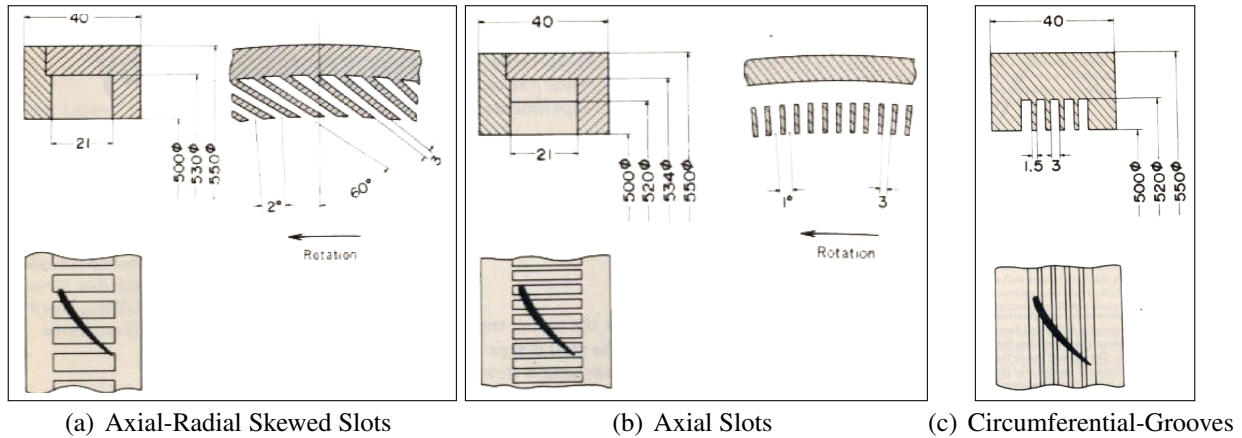 40
21
500Φ
530Φ
550Φ
3
60°
2°
Rotation
40
21
500Φ
520Φ
534Φ
550Φ
1°
3
Rotation
40
1.5 3
500Φ
520Φ
550Φ
(a) Axial-Radial Skewed Slots
(b) Axial Slots
(c) Circumferential-Grooves